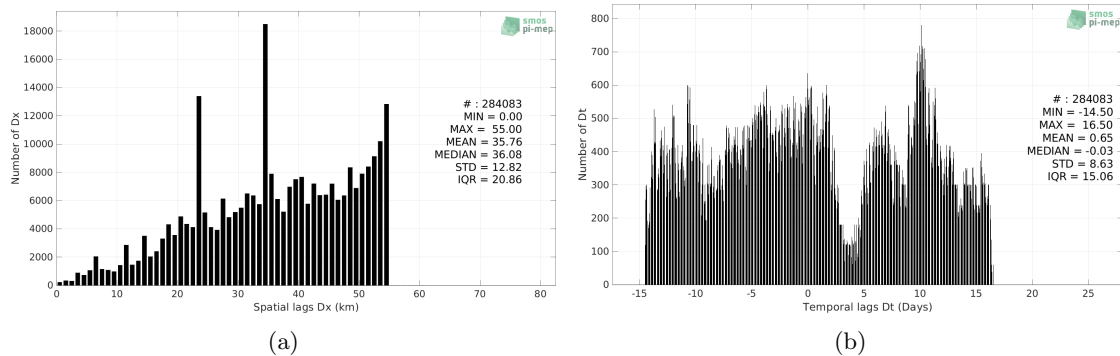 18000
16000
14000
12000
10000
8000
6000
4000
2000
0
Number of Dx
0 10 20 30 40 50 60 70 80
Spatial lags Dx (km)
smos
pi-mep
# : 284083
MIN = 0.00
MAX = 55.00
MEAN = 35.76
MEDIAN = 36.08
STD = 12.82
IQR = 20.86
(a)
800
700
600
500
400
300
200
100
0
Number of Dt
-15 -10 -5 0 5 10 15 20 25
Temporal lags Dt (Days)
smos
pi-mep
# : 284083
MIN = -14.50
MAX = 16.50
MEAN = 0.65
MEDIAN = -0.03
STD = 8.63
IQR = 15.06
(b)